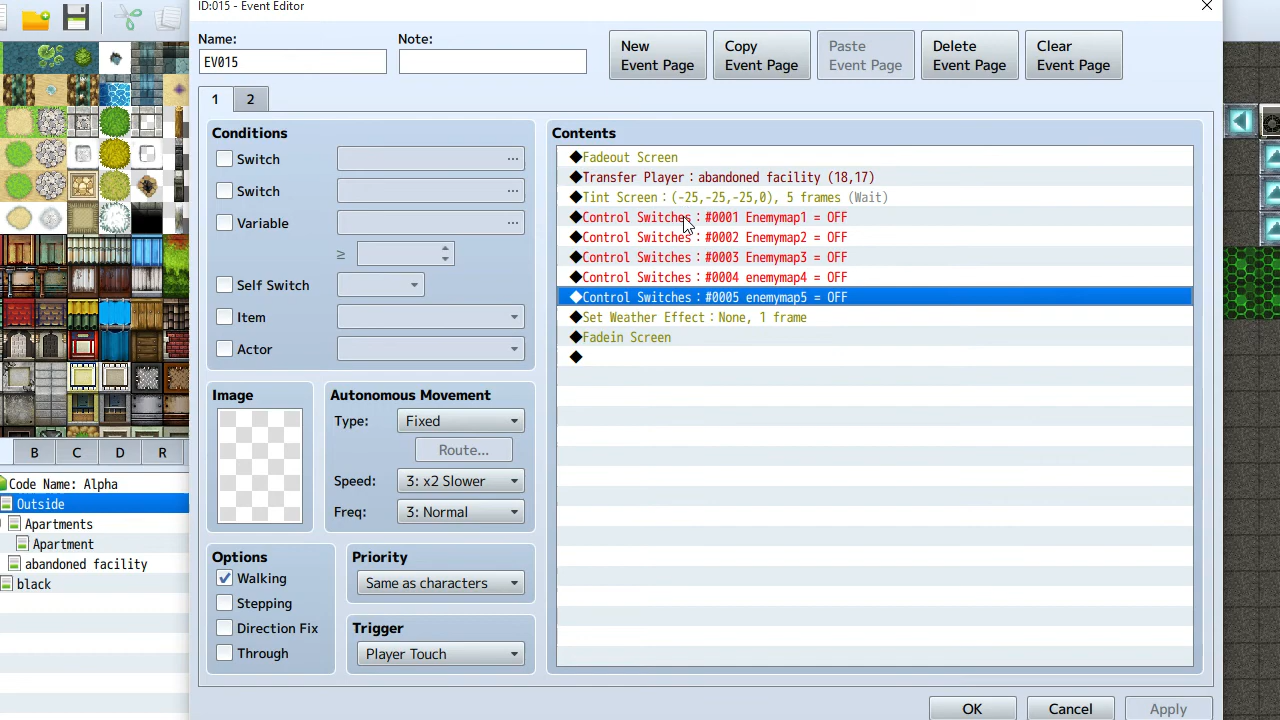 ID:015 - Event Editor
Name:
Note:
EV015
New
Event Page
Copy
Event Page
Paste
Event Page
Delete
Event Page
Clear
Event Page
1
2
Conditions
Switch
...
Switch
...
Variable
...
≥
Self Switch
Item
Actor
Contents
◆Fadeout Screen
◆Transfer Player：abandoned facility (18,17)
◆Tint Screen：(-25,-25,-25,0), 5 frames (Wait)
◆Control Switches：#0001 Enemymap1 = OFF
◆Control Switches：#0002 Enemymap2 = OFF
◆Control Switches：#0003 Enemymap3 = OFF
◆Control Switches：#0004 enemymap4 = OFF
◆Control Switches：#0005 enemymap5 = OFF
◆Set Weather Effect：None, 1 frame
◆Fadein Screen
◆
Image
Autonomous Movement
Type:
Fixed
Route...
Speed:
3: x2 Slower
Freq:
3: Normal
Options
Walking
Stepping
Direction Fix
Through
Priority
Same as characters
Trigger
Player Touch
B
C
D
R
Code Name: Alpha
Outside
Apartments
Apartment
abandoned facility
black
OK
Cancel
Apply